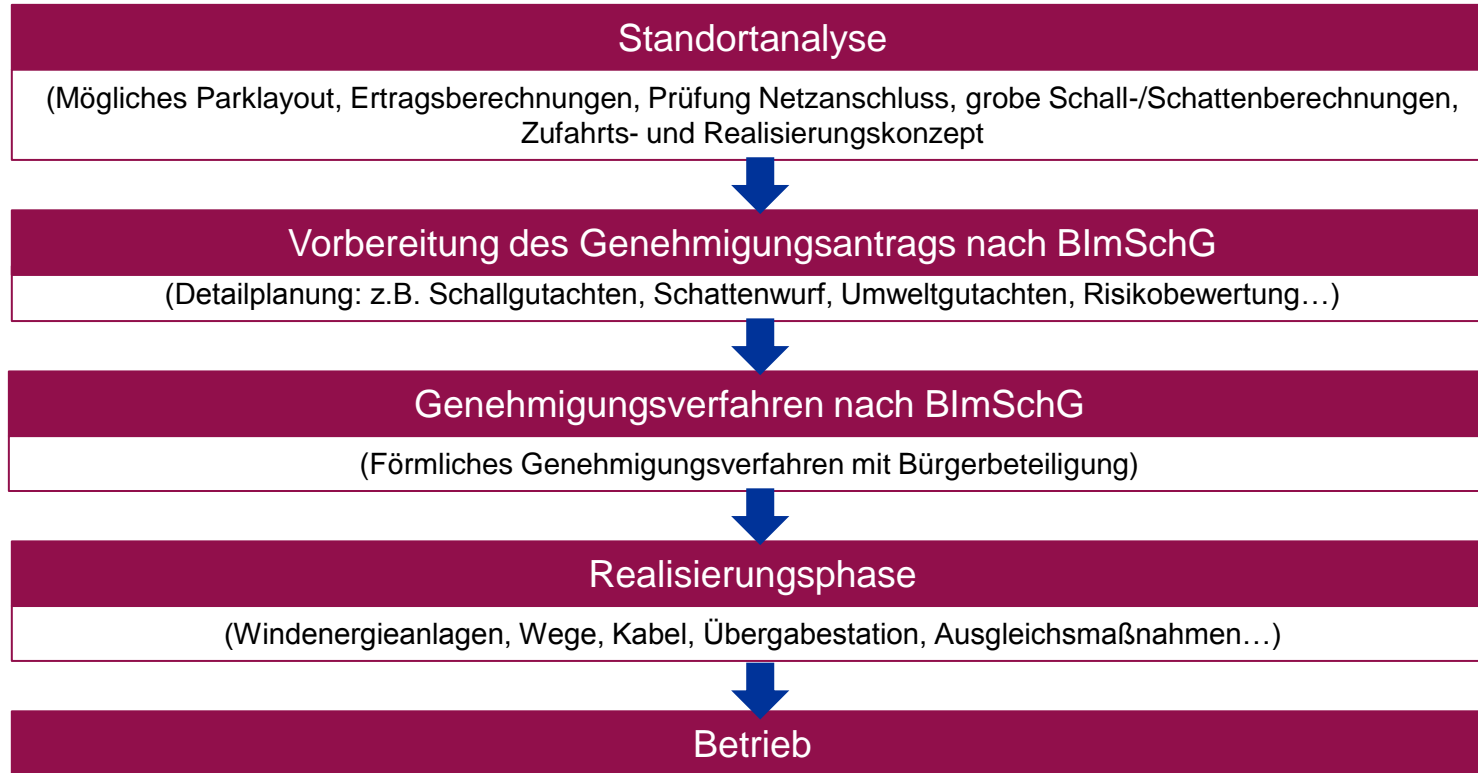 Standortanalyse
(Mögliches Parklayout, Ertragsberechnungen, Prüfung Netzanschluss, grobe Schall-/Schattenberechnungen,
Zufahrts- und Realisierungskonzept
Vorbereitung des Genehmigungsantrags nach BImSchG
(Detailplanung: z.B. Schallgutachten, Schattenwurf, Umweltgutachten, Risikobewertung…)
Genehmigungsverfahren nach BImSchG
(Förmliches Genehmigungsverfahren mit Bürgerbeteiligung)
Realisierungsphase
(Windenergieanlagen, Wege, Kabel, Übergabestation, Ausgleichsmaßnahmen…)
Betrieb